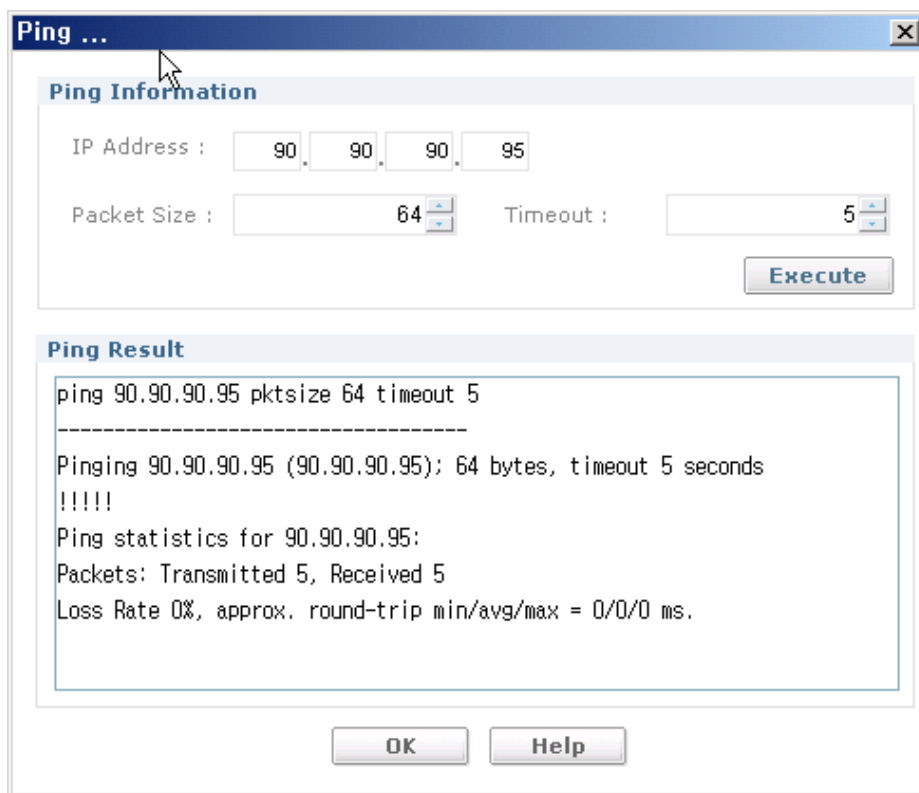 Ping ...
Ping Information
IP Address : 90. 90. 90. 95
Packet Size : 64 Timeout : 5
Execute
Ping Result
ping 90.90.90.95 pktsize 64 timeout 5
------------------------------------
Pinging 90.90.90.95 (90.90.90.95); 64 bytes, timeout 5 seconds
!!!!!
Ping statistics for 90.90.90.95:
Packets: Transmitted 5, Received 5
Loss Rate 0%, approx. round-trip min/avg/max = 0/0/0 ms.
OK Help